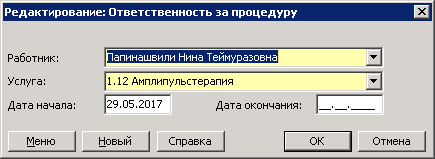 Редактирование: Ответственность за процедуру
Работник: Папинашвили Нина Теймуразовна
Услуга: 1.12 Амплипульстерапия
Дата начала: 29.05.2017 Дата окончания: __.__.____
Меню Новый Справка OK Отмена